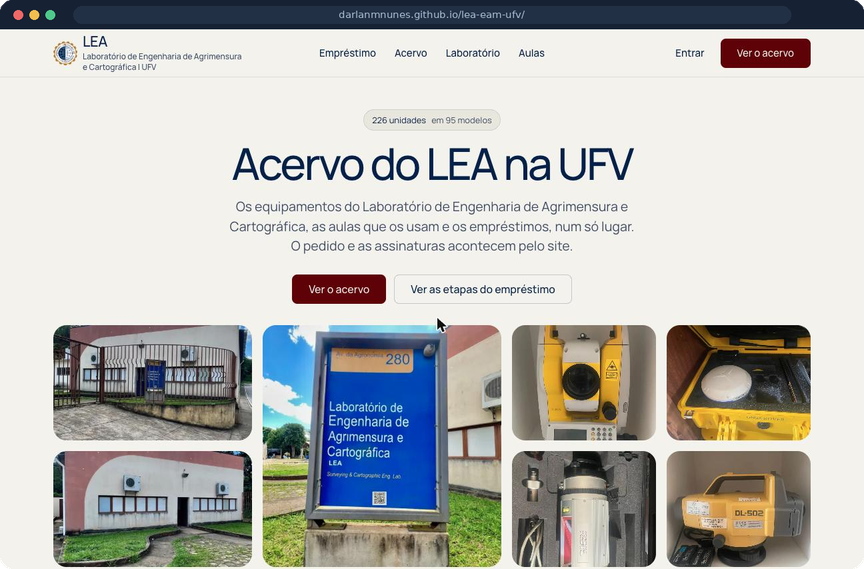 darlanmnunes.github.io/lea-eam-ufv/
LEA
Laboratório de Engenharia de Agrimensura
e Cartográfica | UFV
Empréstimo
Acervo
Laboratório
Aulas
Entrar
Ver o acervo
226 unidades em 95 modelos
Acervo do LEA na UFV
Os equipamentos do Laboratório de Engenharia de Agrimensura e
Cartográfica, as aulas que os usam e os empréstimos, num só lugar.
O pedido e as assinaturas acontecem pelo site.
Ver o acervo
Ver as etapas do empréstimo
280
Laboratório de
Engenharia de
Agrimensura e
Cartográfica
LEA
Surveying & Cartographic Eng. Lab.
DL-502